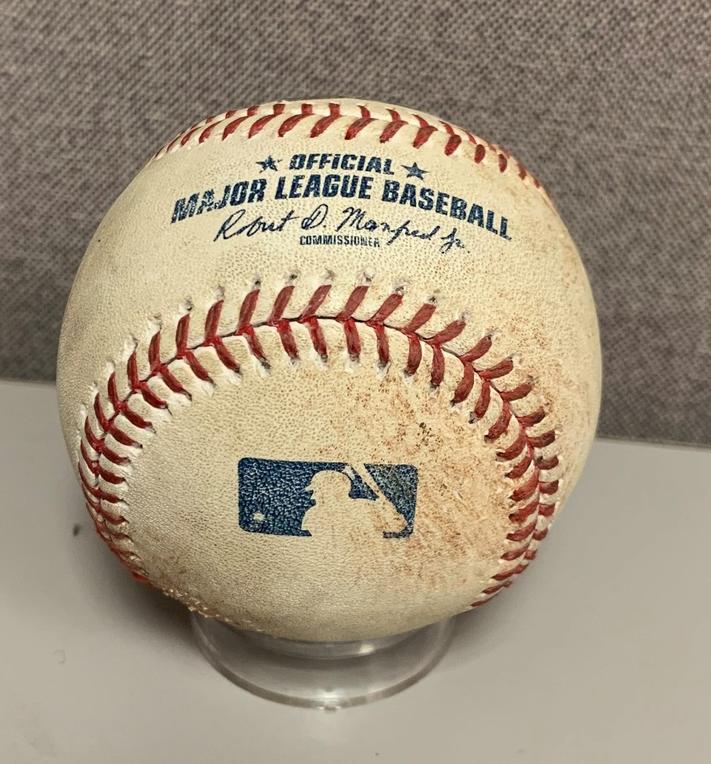 ★ OFFICIAL ★
MAJOR LEAGUE BASEBALL
Robert D. Manfred Jr.
COMMISSIONER